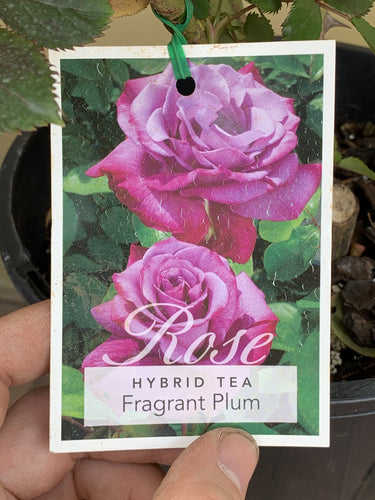 Rose
HYBRID TEA
Fragrant Plum